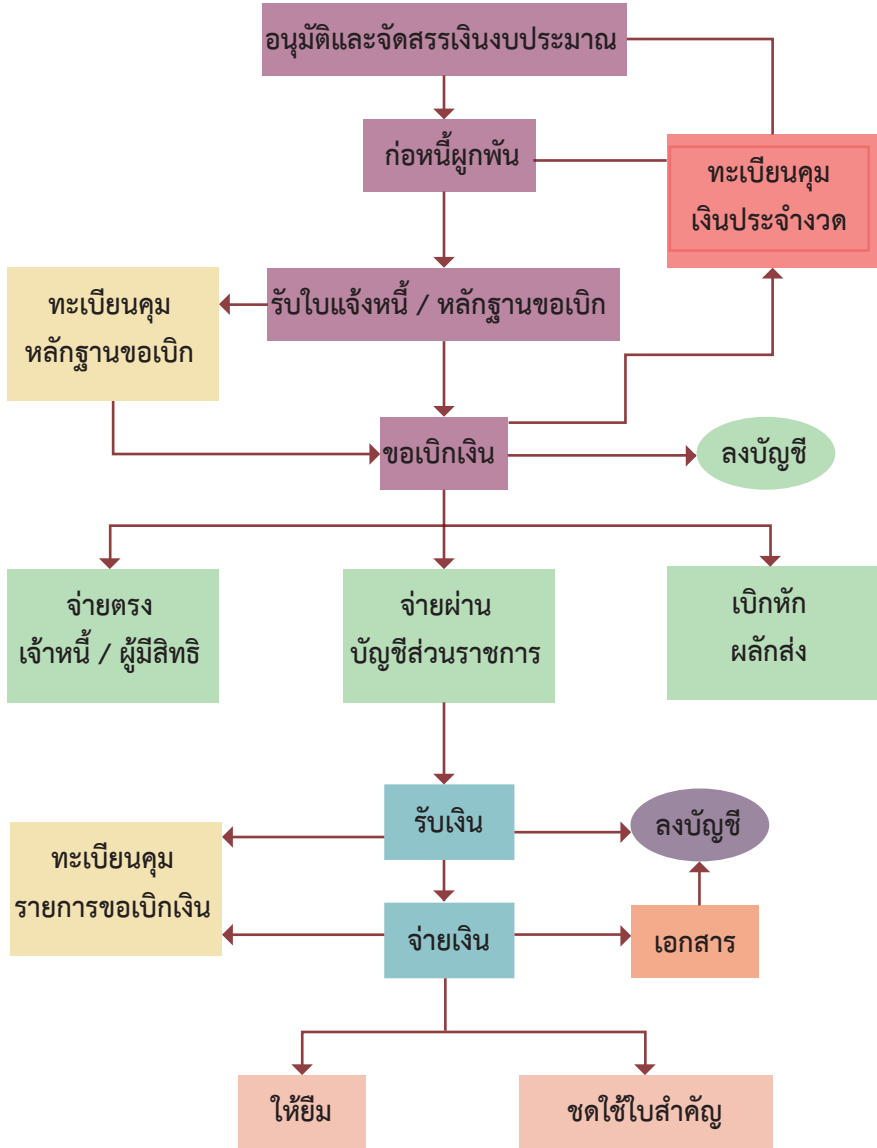 อนุมัติและจัดสรรเงินงบประมาณ
ก่อหนี้ผูกพัน
ทะเบียนคุม
เงินประจำงวด
ทะเบียนคุม
หลักฐานขอเบิก
รับใบแจ้งหนี้ / หลักฐานขอเบิก
ขอเบิกเงิน
ลงบัญชี
จ่ายตรง
เจ้าหนี้ / ผู้มีสิทธิ
จ่ายผ่าน
บัญชีส่วนราชการ
เบิกหัก
ผลักส่ง
รับเงิน
ลงบัญชี
ทะเบียนคุม
รายการขอเบิกเงิน
จ่ายเงิน
เอกสาร
ให้ยืม
ชดใช้ใบสำคัญ